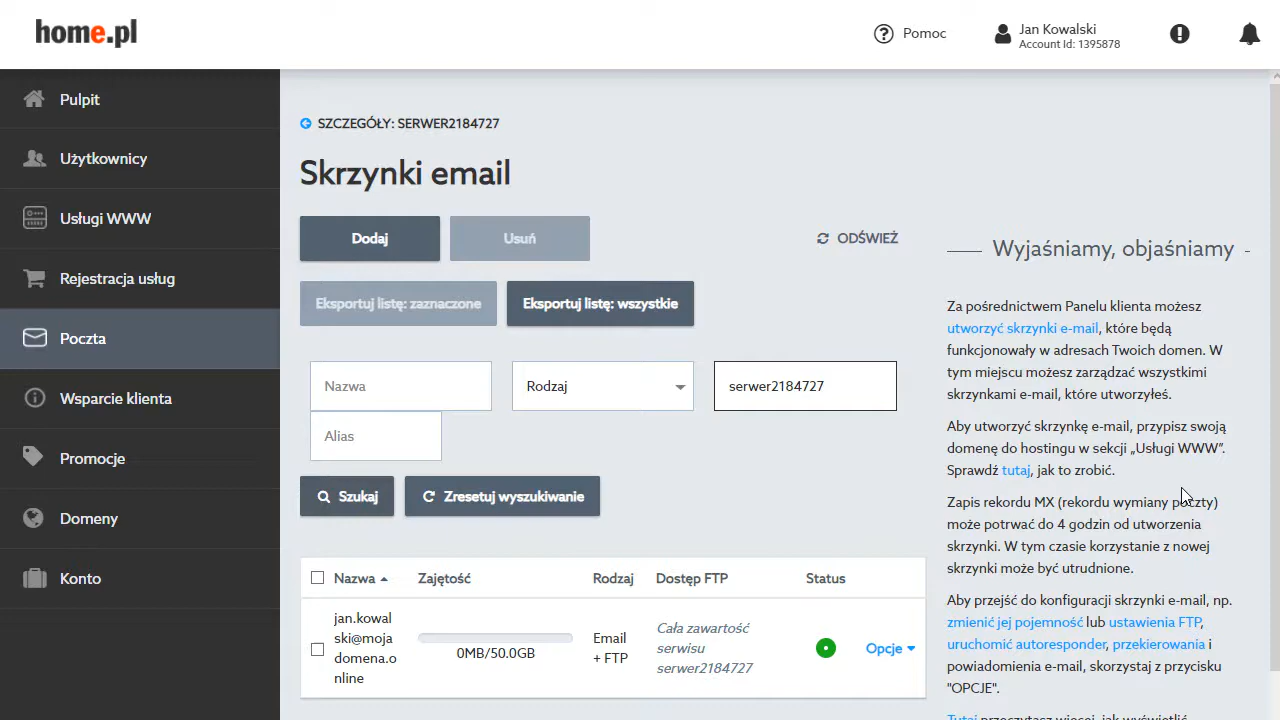 home.pl
Pomoc
Jan Kowalski
Account Id: 1395878
Pulpit
Użytkownicy
Usługi WWW
Rejestracja usług
Poczta
Wsparcie klienta
Promocje
Domeny
Konto
SZCZEGÓŁY: SERWER2184727
Skrzynki email
Dodaj
Usuń
ODŚWIEŻ
Eksportuj listę: zaznaczone
Eksportuj listę: wszystkie
Nazwa
Rodzaj
serwer2184727
Alias
Szukaj
Zresetuj wyszukiwanie
Nazwa
Zajętość
Rodzaj
Dostęp FTP
Status
jan.kowal
ski@moja
domena.o
nline
0MB/50.0GB
Email
+ FTP
Cała zawartość
serwisu
serwer2184727
Opcje
Wyjaśniamy, objaśniamy
Za pośrednictwem Panelu klienta możesz
utworzyć skrzynki e-mail, które będą
funkcjonowały w adresach Twoich domen. W
tym miejscu możesz zarządzać wszystkimi
skrzynkami e-mail, które utworzyłeś.
Aby utworzyć skrzynkę e-mail, przypisz swoją
domenę do hostingu w sekcji „Usługi WWW”.
Sprawdź tutaj, jak to zrobić.
Zapis rekordu MX (rekordu wymiany poczty)
może potrwać do 4 godzin od utworzenia
skrzynki. W tym czasie korzystanie z nowej
skrzynki może być utrudnione.
Aby przejść do konfiguracji skrzynki e-mail, np.
zmienić jej pojemność lub ustawienia FTP,
uruchomić autoresponder, przekierowania i
powiadomienia e-mail, skorzystaj z przycisku
"OPCJE".
Tutaj przeczytasz więcej, jak wyświetlić